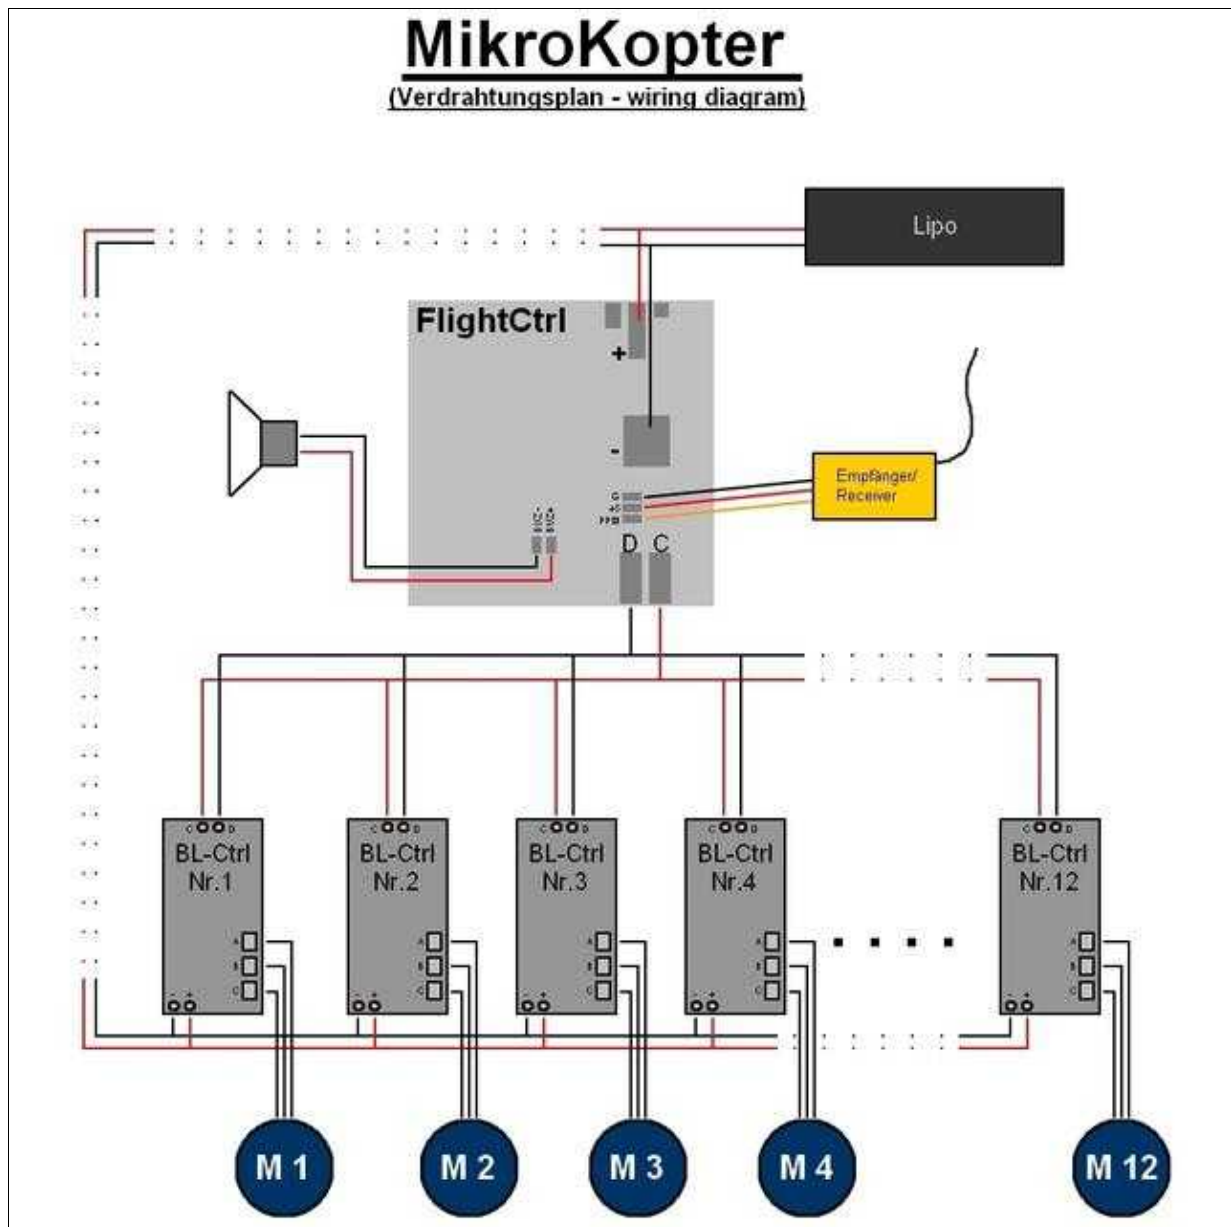 MikroKopter
(Verdrahtungsplan - wiring diagram)
Lipo
FlightCtrl
+
-
Empfänger/
Receiver
G
+5
PPM
D C
C D
BL-Ctrl
Nr.1
A
B
C
- +
C D
BL-Ctrl
Nr.2
A
B
C
- +
C D
BL-Ctrl
Nr.3
A
B
C
- +
C D
BL-Ctrl
Nr.4
A
B
C
- +
C D
BL-Ctrl
Nr.12
A
B
C
- +
M 1
M 2
M 3
M 4
M 12